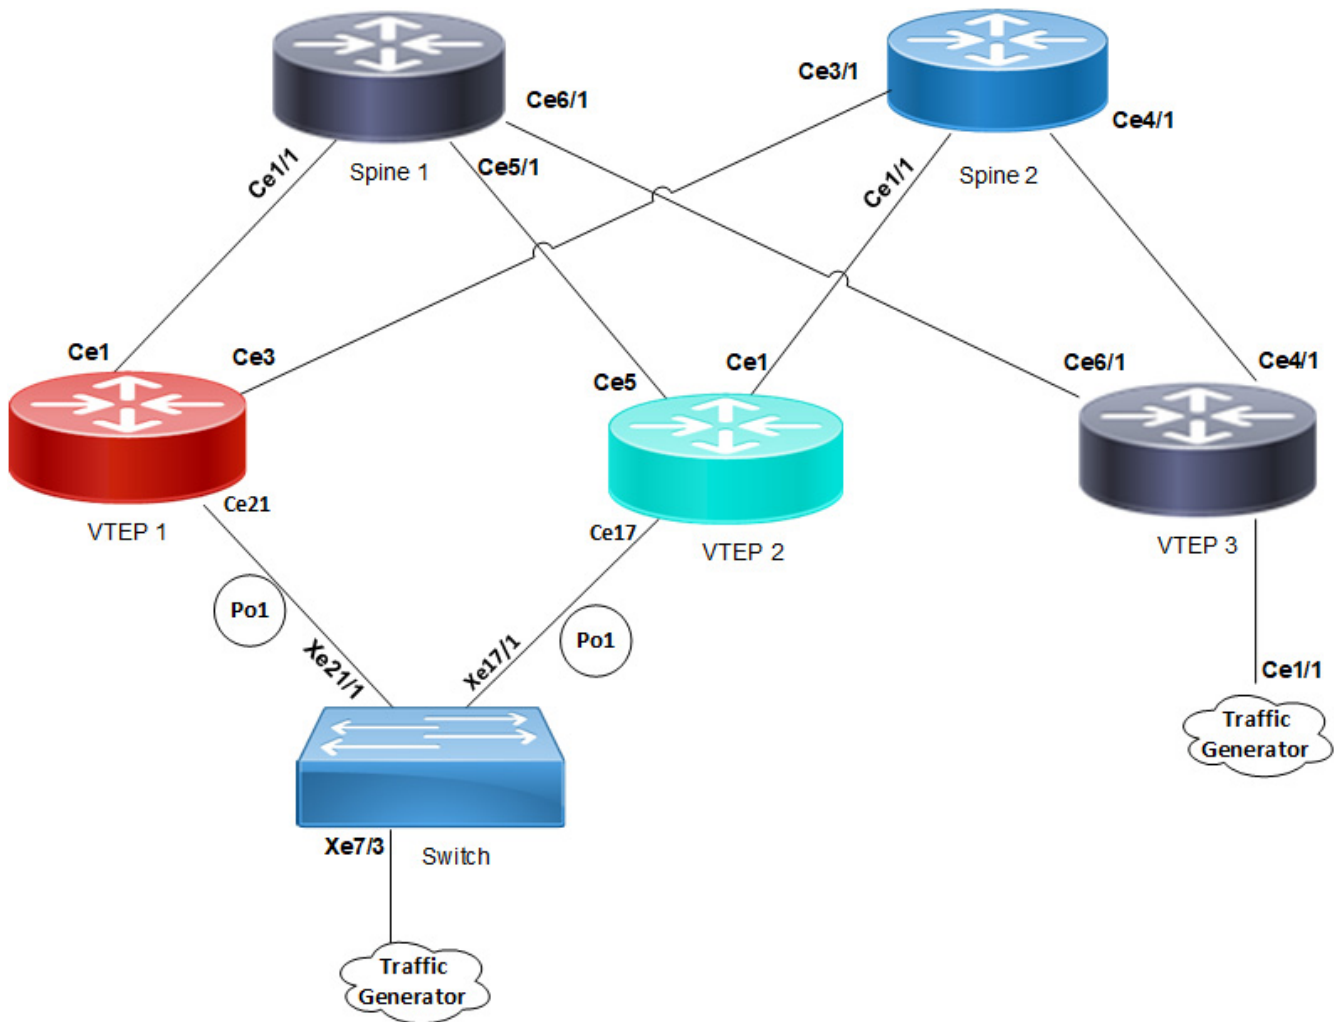 Ce3/1
Ce6/1
Ce4/1
Ce1/1
Spine 1
Ce5/1
Ce1/1
Spine 2
Ce1
Ce3
Ce5
Ce1
Ce6/1
Ce4/1
Ce21
VTEP 1
Ce17
VTEP 2
VTEP 3
Po1
Po1
Xe21/1
Xe17/1
Ce1/1
Traffic
Generator
Xe7/3
Switch
Traffic
Generator